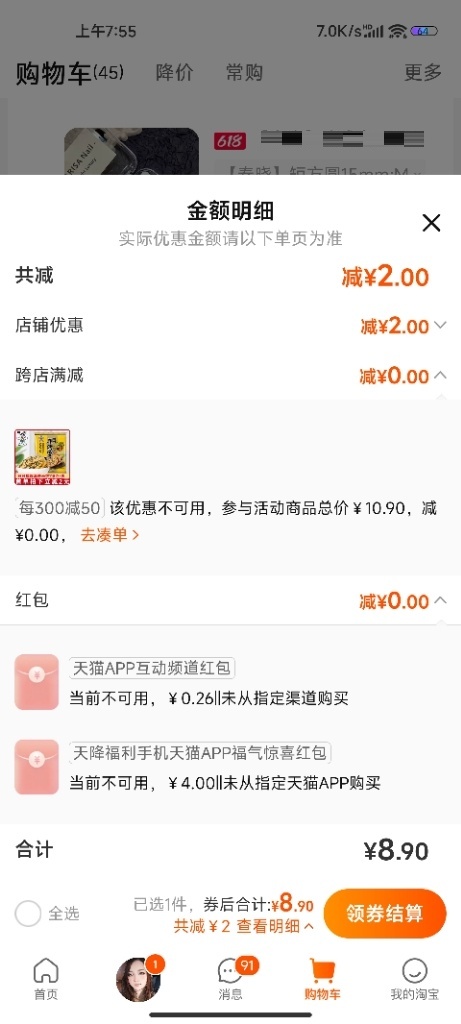 上午7:55
7.0K/s
HD
64
购物车(45)
降价
常购
更多
618
金额明细
实际优惠金额请以下单页为准
共减
减¥2.00
店铺优惠
减¥2.00
跨店满减
减¥0.00
每300减50 该优惠不可用，参与活动商品总价￥10.90，减
¥0.00， 去凑单 >
红包
减¥0.00
天猫APP互动频道红包
当前不可用，￥0.26||未从指定渠道购买
天降福利手机天猫APP福气惊喜红包
当前不可用，￥4.00||未从指定天猫APP购买
合计
¥8.90
全选
已选1件，券后合计:¥8.90
共减￥2 查看明细
领券结算
1
91
首页
消息
购物车
我的淘宝